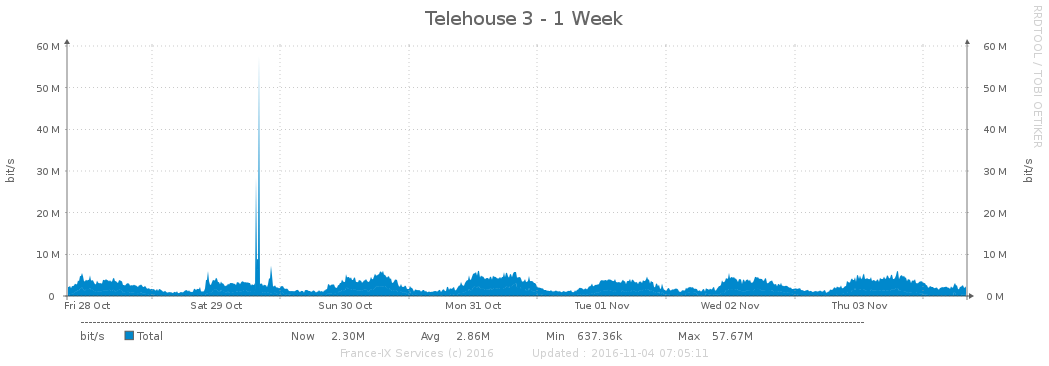 Telehouse 3 - 1 Week
RRDTOOL / TOBI OETIKER
bit/s
bit/s
60 M 60 M
50 M 50 M
40 M 40 M
30 M 30 M
20 M 20 M
10 M 10 M
0 0 M
Fri 28 Oct Sat 29 Oct Sun 30 Oct Mon 31 Oct Tue 01 Nov Wed 02 Nov Thu 03 Nov
bit/s Total Now 2.30M Avg 2.86M Min 637.36k Max 57.67M
France-IX Services (c) 2016 Updated : 2016-11-04 07:05:11